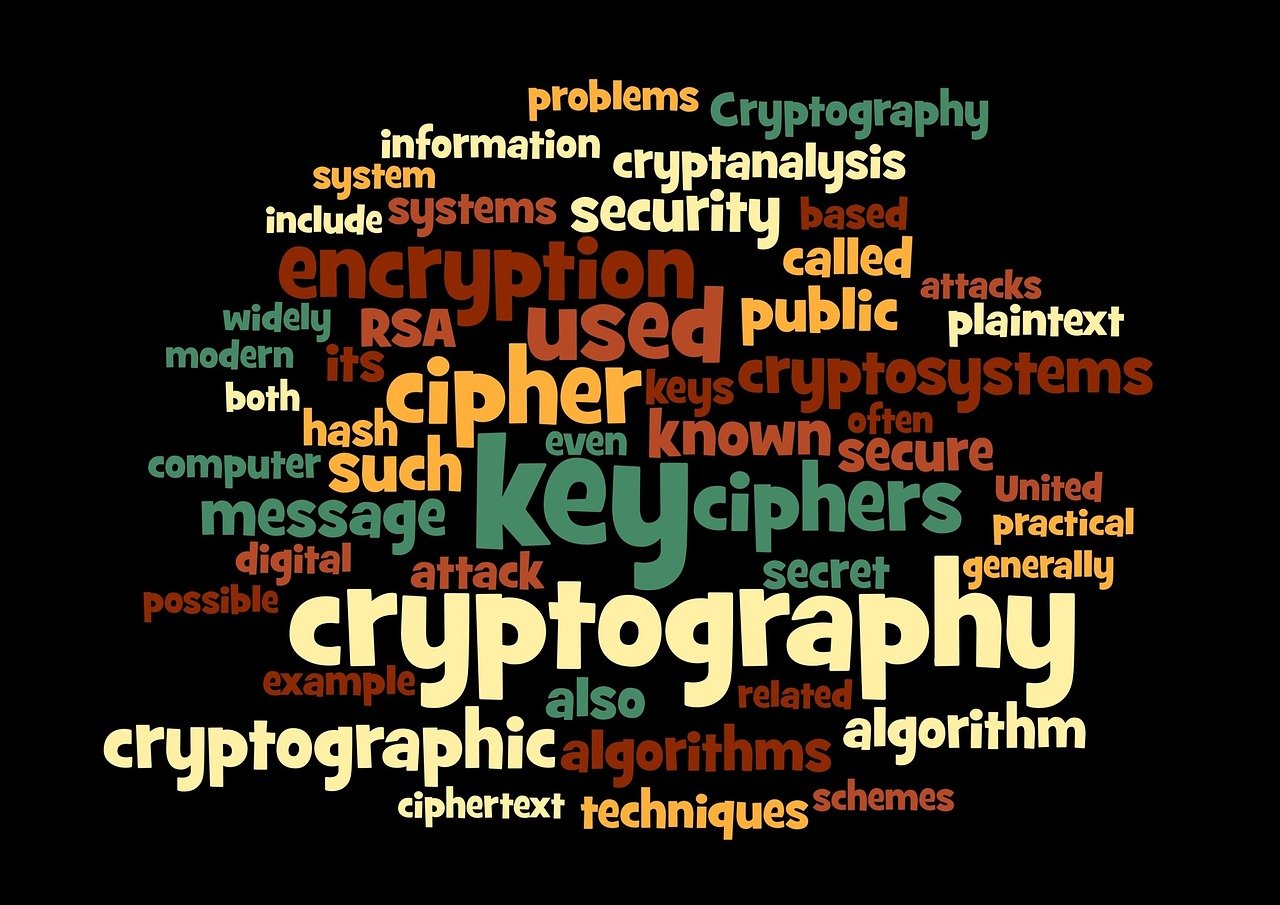 problems Cryptography
information cryptanalysis
system
include systems security based
encryption called
attacks
widely RSA used public plaintext
modern its cipher keys cryptosystems
both
hash even known often
computer such key secure
message ciphers United
practical
digital attack secret generally
possible cryptography
example also related
cryptographic algorithms algorithm
ciphertext techniques schemes